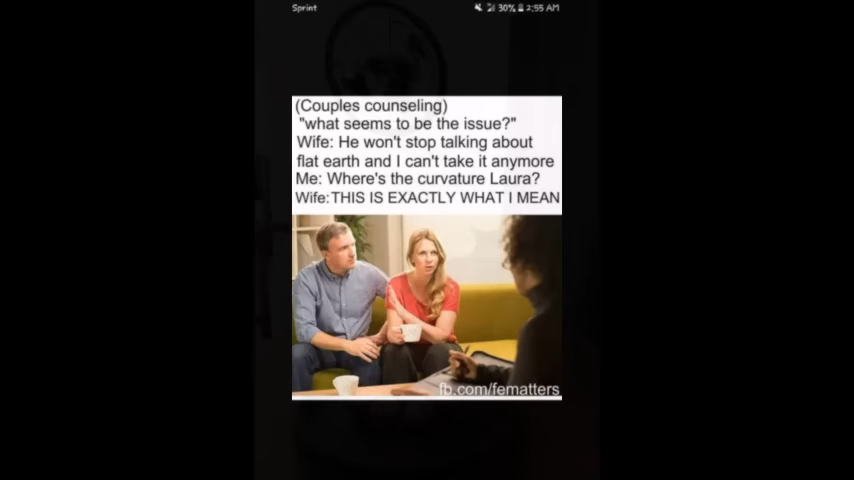 Sprint 30% 2:55 AM
(Couples counseling)
"what seems to be the issue?"
Wife: He won't stop talking about
flat earth and I can't take it anymore
Me: Where's the curvature Laura?
Wife:THIS IS EXACTLY WHAT I MEAN
fb.com/fematters